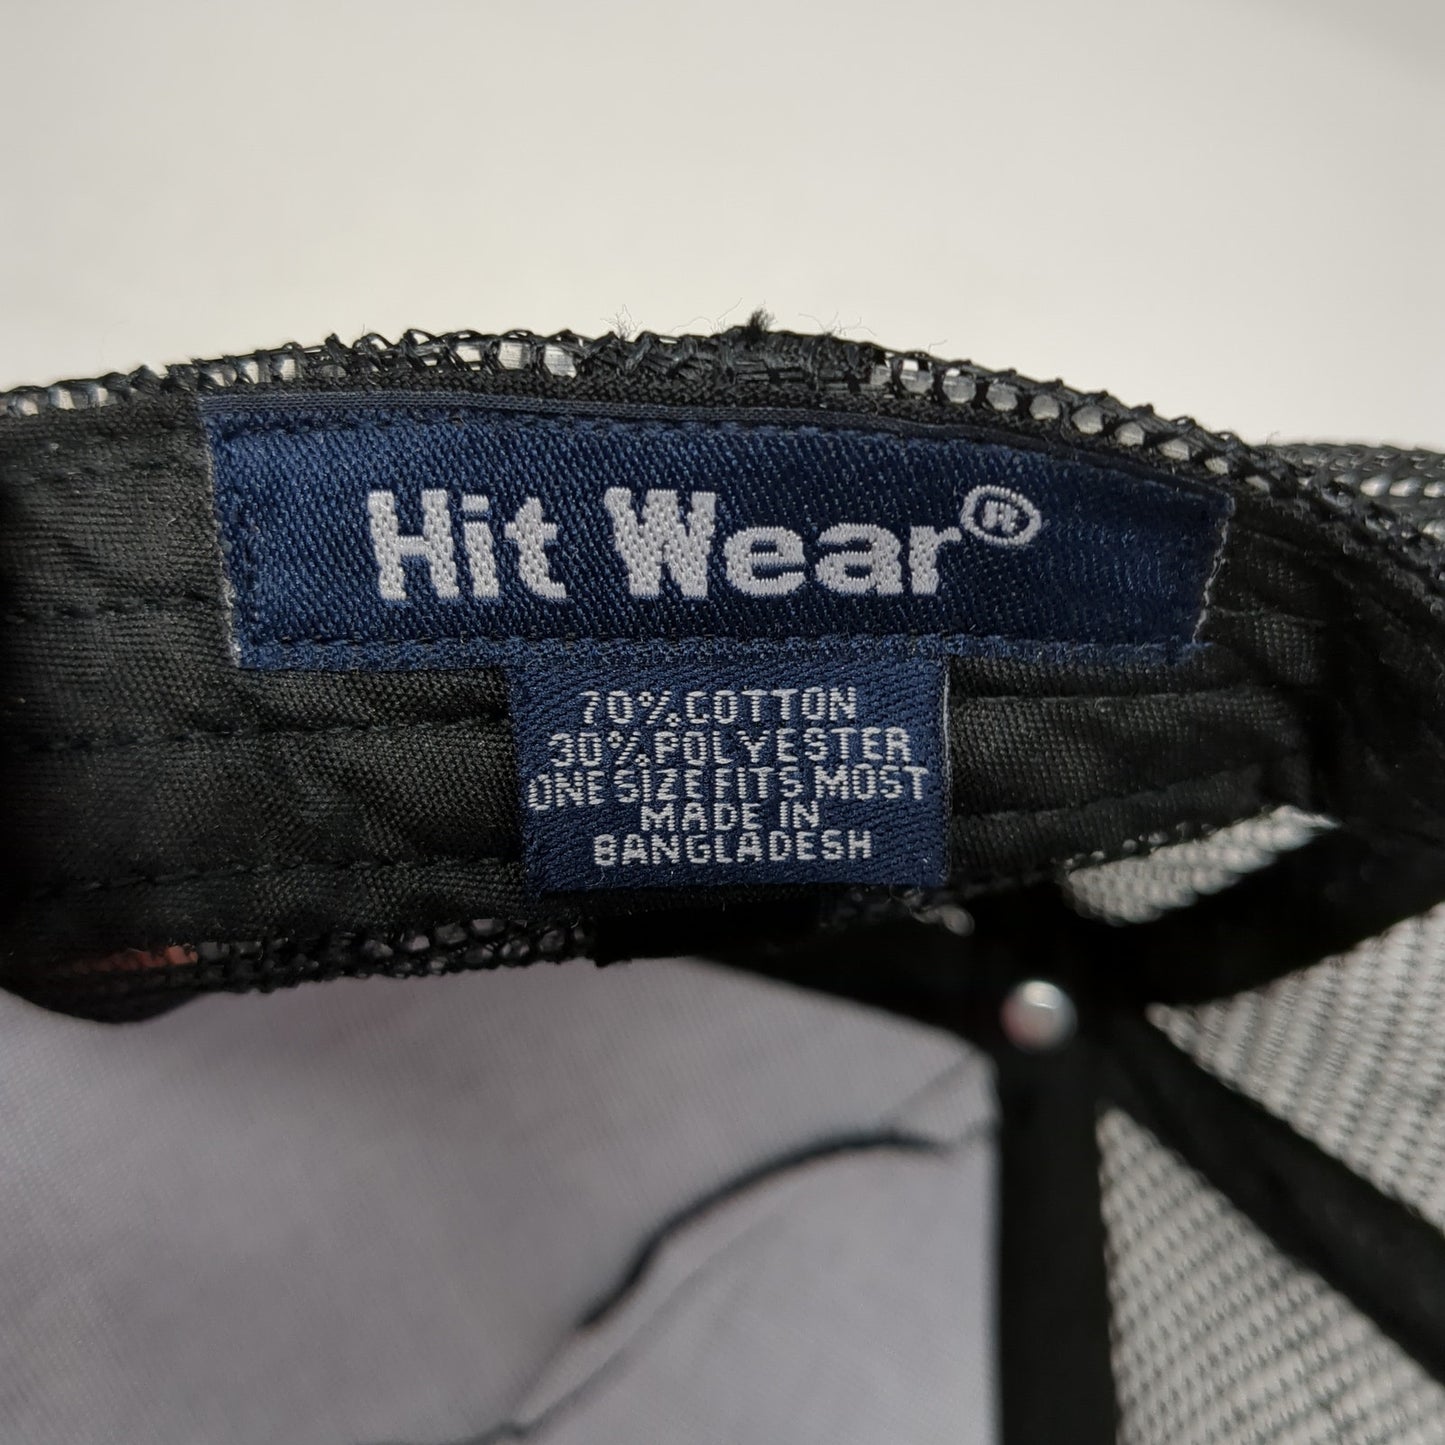 Hit Wear®
70% COTTON
30% POLYESTER
ONE SIZE FITS MOST
MADE IN
BANGLADESH